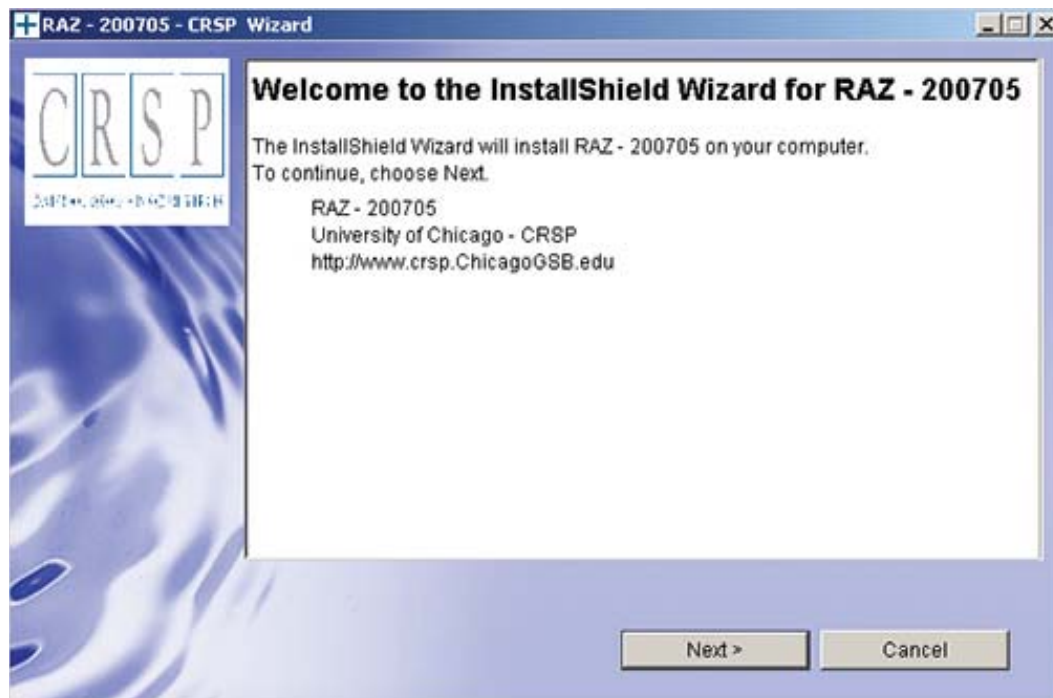 RAZ - 200705 - CRSP Wizard
CRSP
Welcome to the InstallShield Wizard for RAZ - 200705
The InstallShield Wizard will install RAZ - 200705 on your computer.
To continue, choose Next.
RAZ - 200705
University of Chicago - CRSP
http://www.crsp.ChicagoGSB.edu
Next >
Cancel